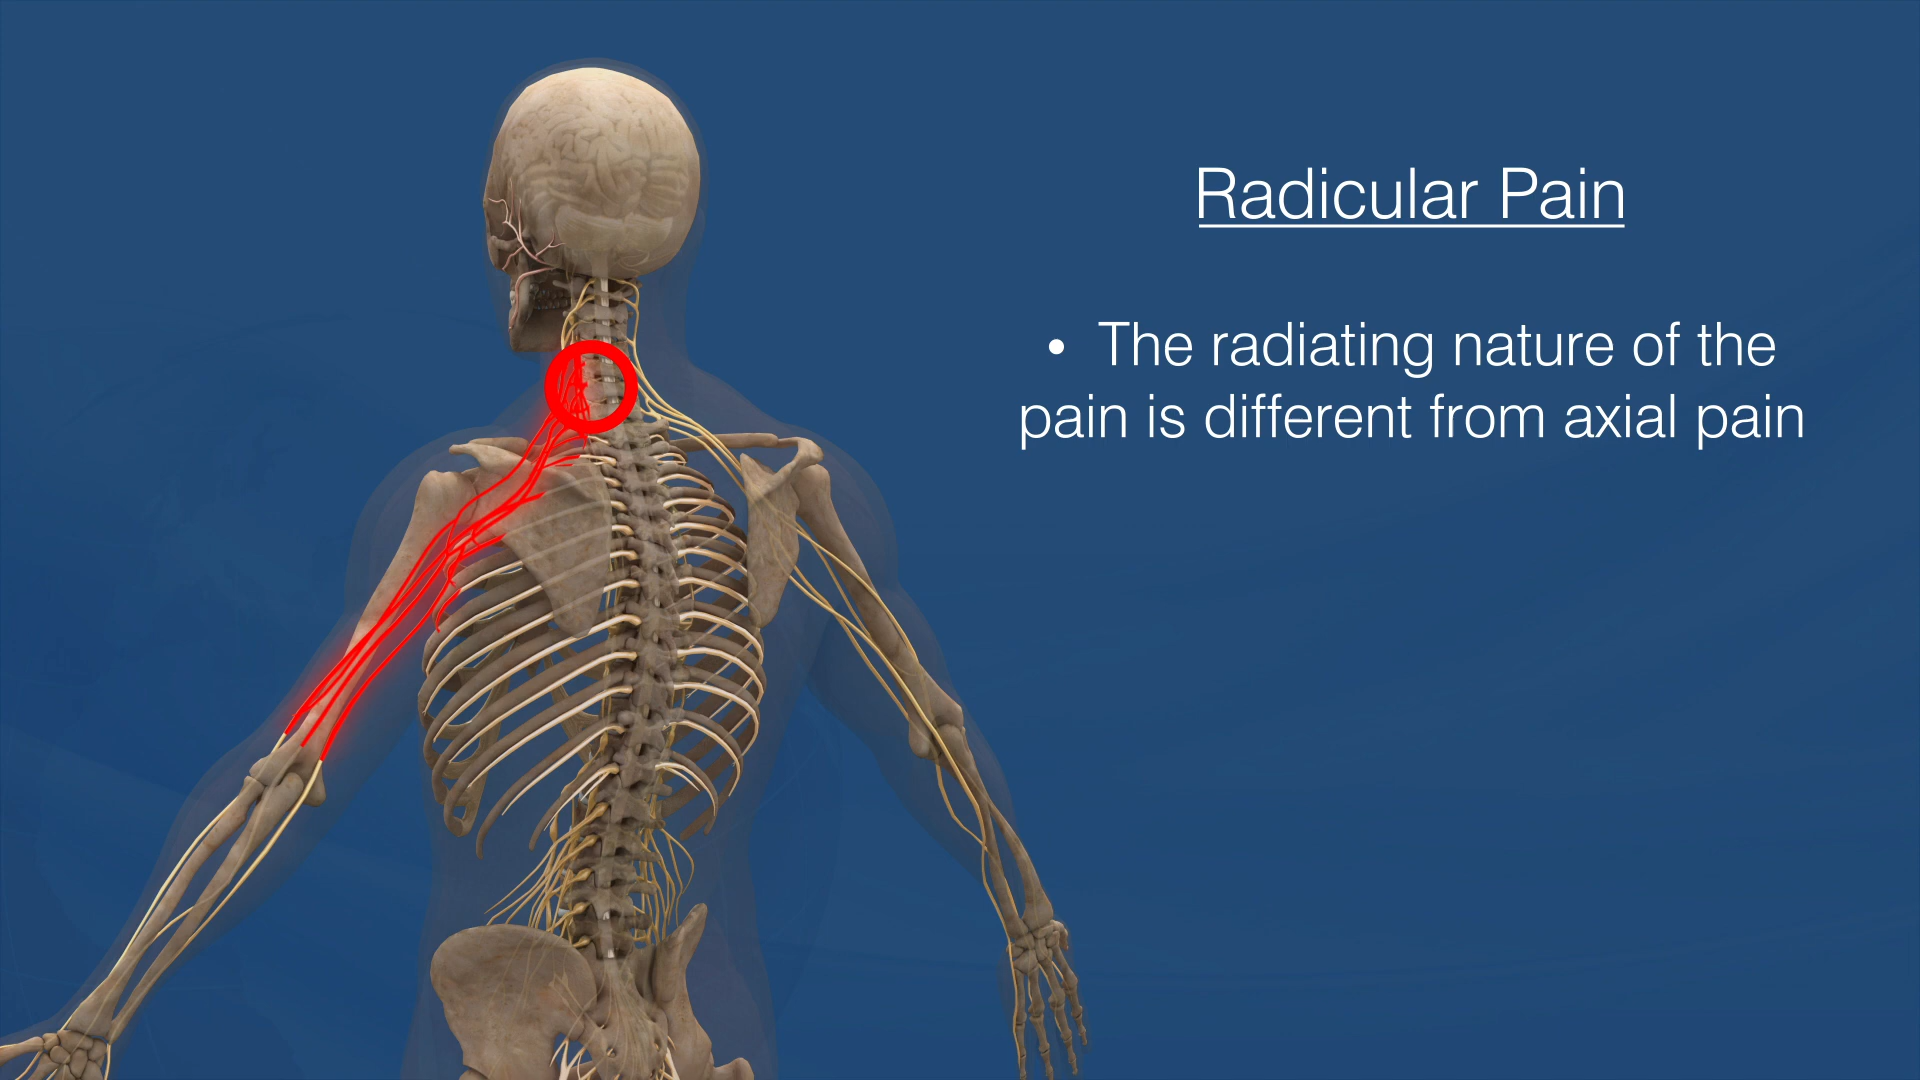 Radicular Pain
• The radiating nature of the
pain is different from axial pain